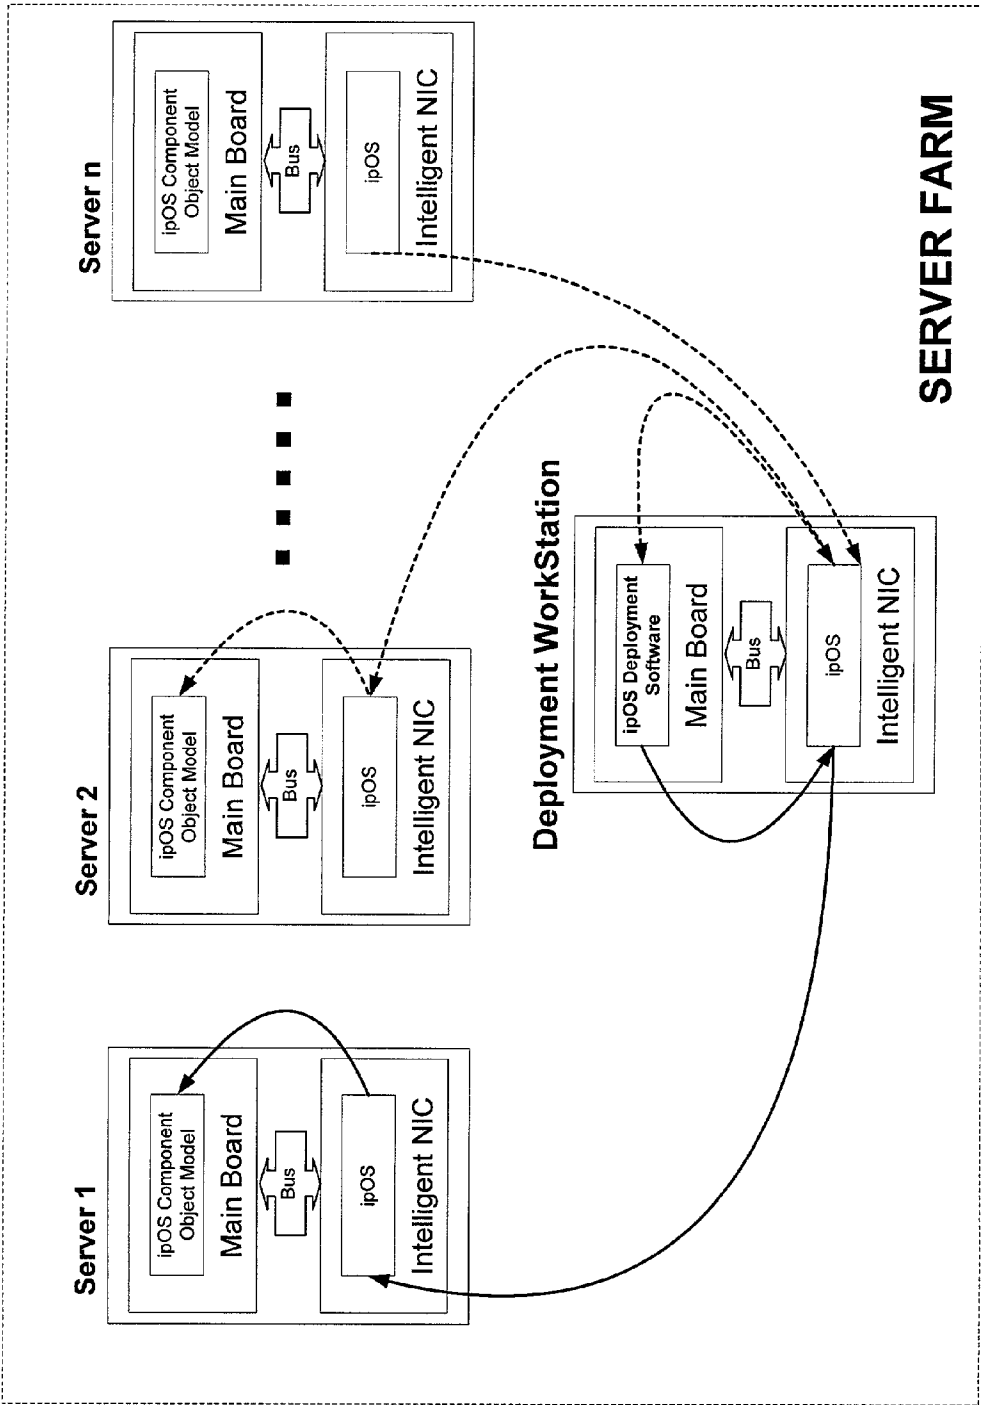 Server 1
ipOS Component
Object Model
Main Board
Bus
ipOS
Intelligent NIC
Server 2
ipOS Component
Object Model
Main Board
Bus
ipOS
Intelligent NIC
Server n
ipOS Component
Object Model
Main Board
Bus
ipOS
Intelligent NIC
Deployment WorkStation
ipOS Deployment
Software
Main Board
Bus
ipOS
Intelligent NIC
SERVER FARM